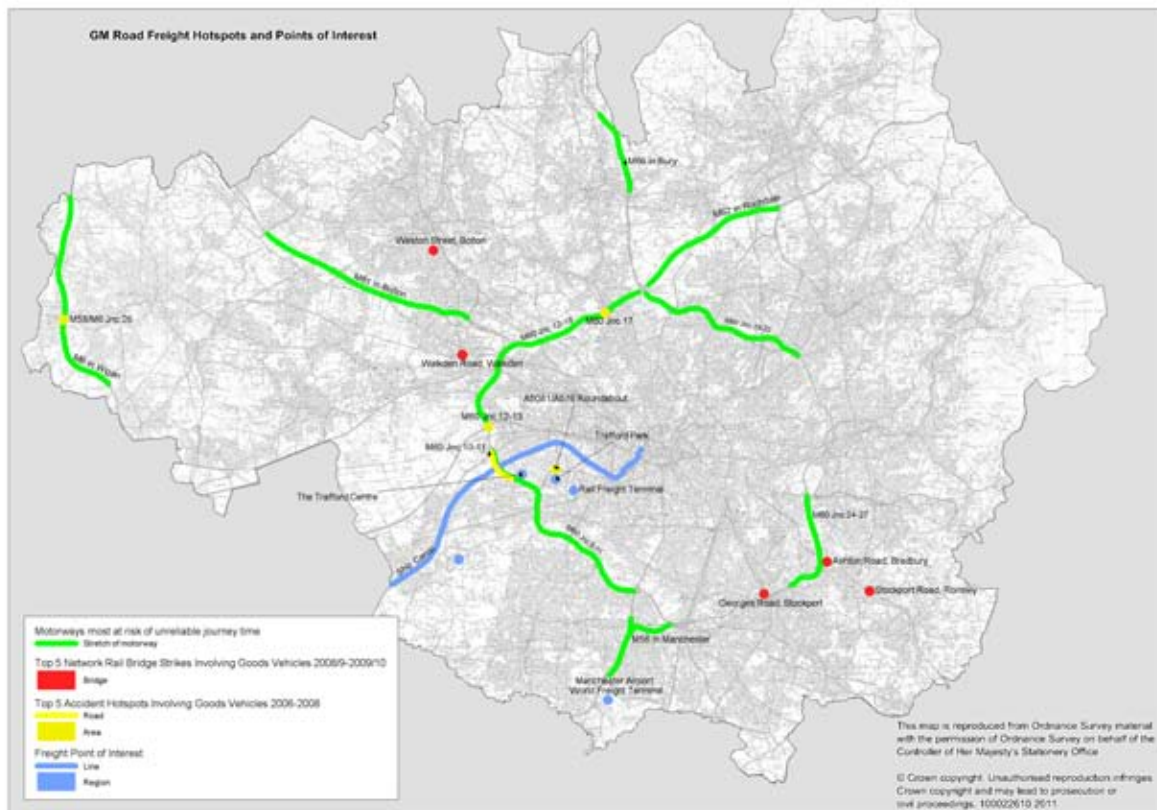 GM Road Freight Hotspots and Points of Interest
M66 in Bury
M62 in Rochdale
Weston Street, Bolton
M61 in Bolton
M58/M6 Jnc 26
M60 Jnc 17
M60 Jnc 12-18
M6 in Wigan
Walkden Road, Walkden
M60 Jnc 12-13
Roundabout
Trafford Park
M60 Jnc 10-11
The Trafford Centre
Rail Freight Terminal
M60 Jnc 24-27
Ship Canal
Ashton Road, Bredbury
Stockport Road, Romiley
Georges Road, Stockport
M56 in Manchester
Manchester Airport
World Freight Terminal
Motorways most at risk of unreliable journey time
Stretch of motorway
Top 5 Network Rail Bridge Strikes Involving Goods Vehicles 2008/9-2009/10
Bridge
Top 5 Accident Hotspots Involving Goods Vehicles 2006-2008
Road
Area
Freight Point of Interest
Line
Region
This map is reproduced from Ordnance Survey material
with the permission of Ordnance Survey on behalf of the
Controller of Her Majesty's Stationery Office
© Crown copyright. Unauthorised reproduction infringes
Crown copyright and may lead to prosecution or
civil proceedings. 100022610 2011.